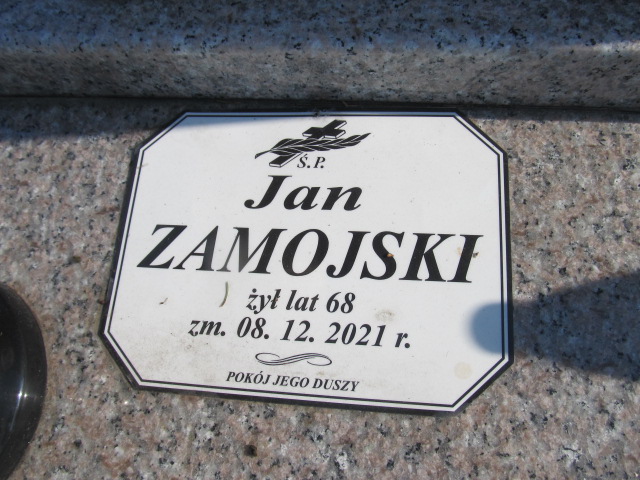 Ś.P.
Jan
ZAMOJSKI
żył lat 68
zm. 08. 12. 2021 r.
POKÓJ JEGO DUSZY